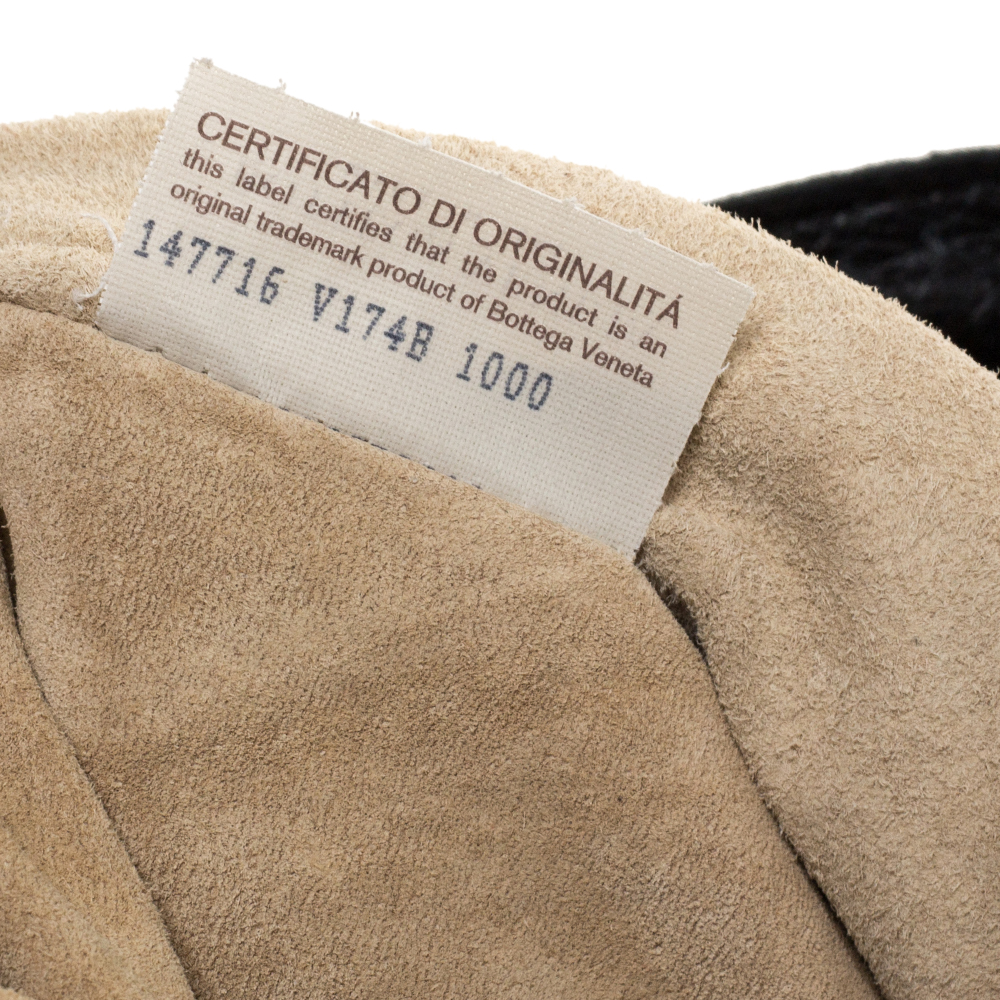 CERTIFICATO DI ORIGINALITÁ
this label certifies that the product is an
original trademark product of Bottega Veneta
147716 V174B 1000